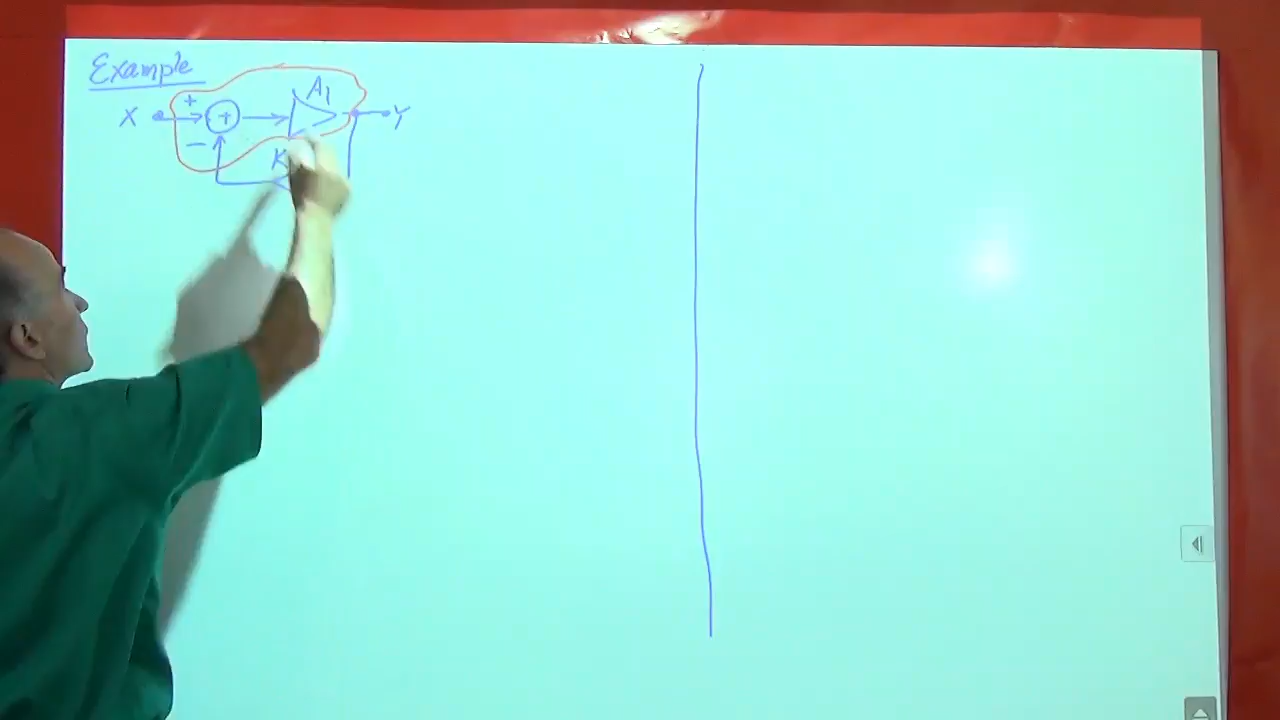 Example
X + + A1 Y
− K